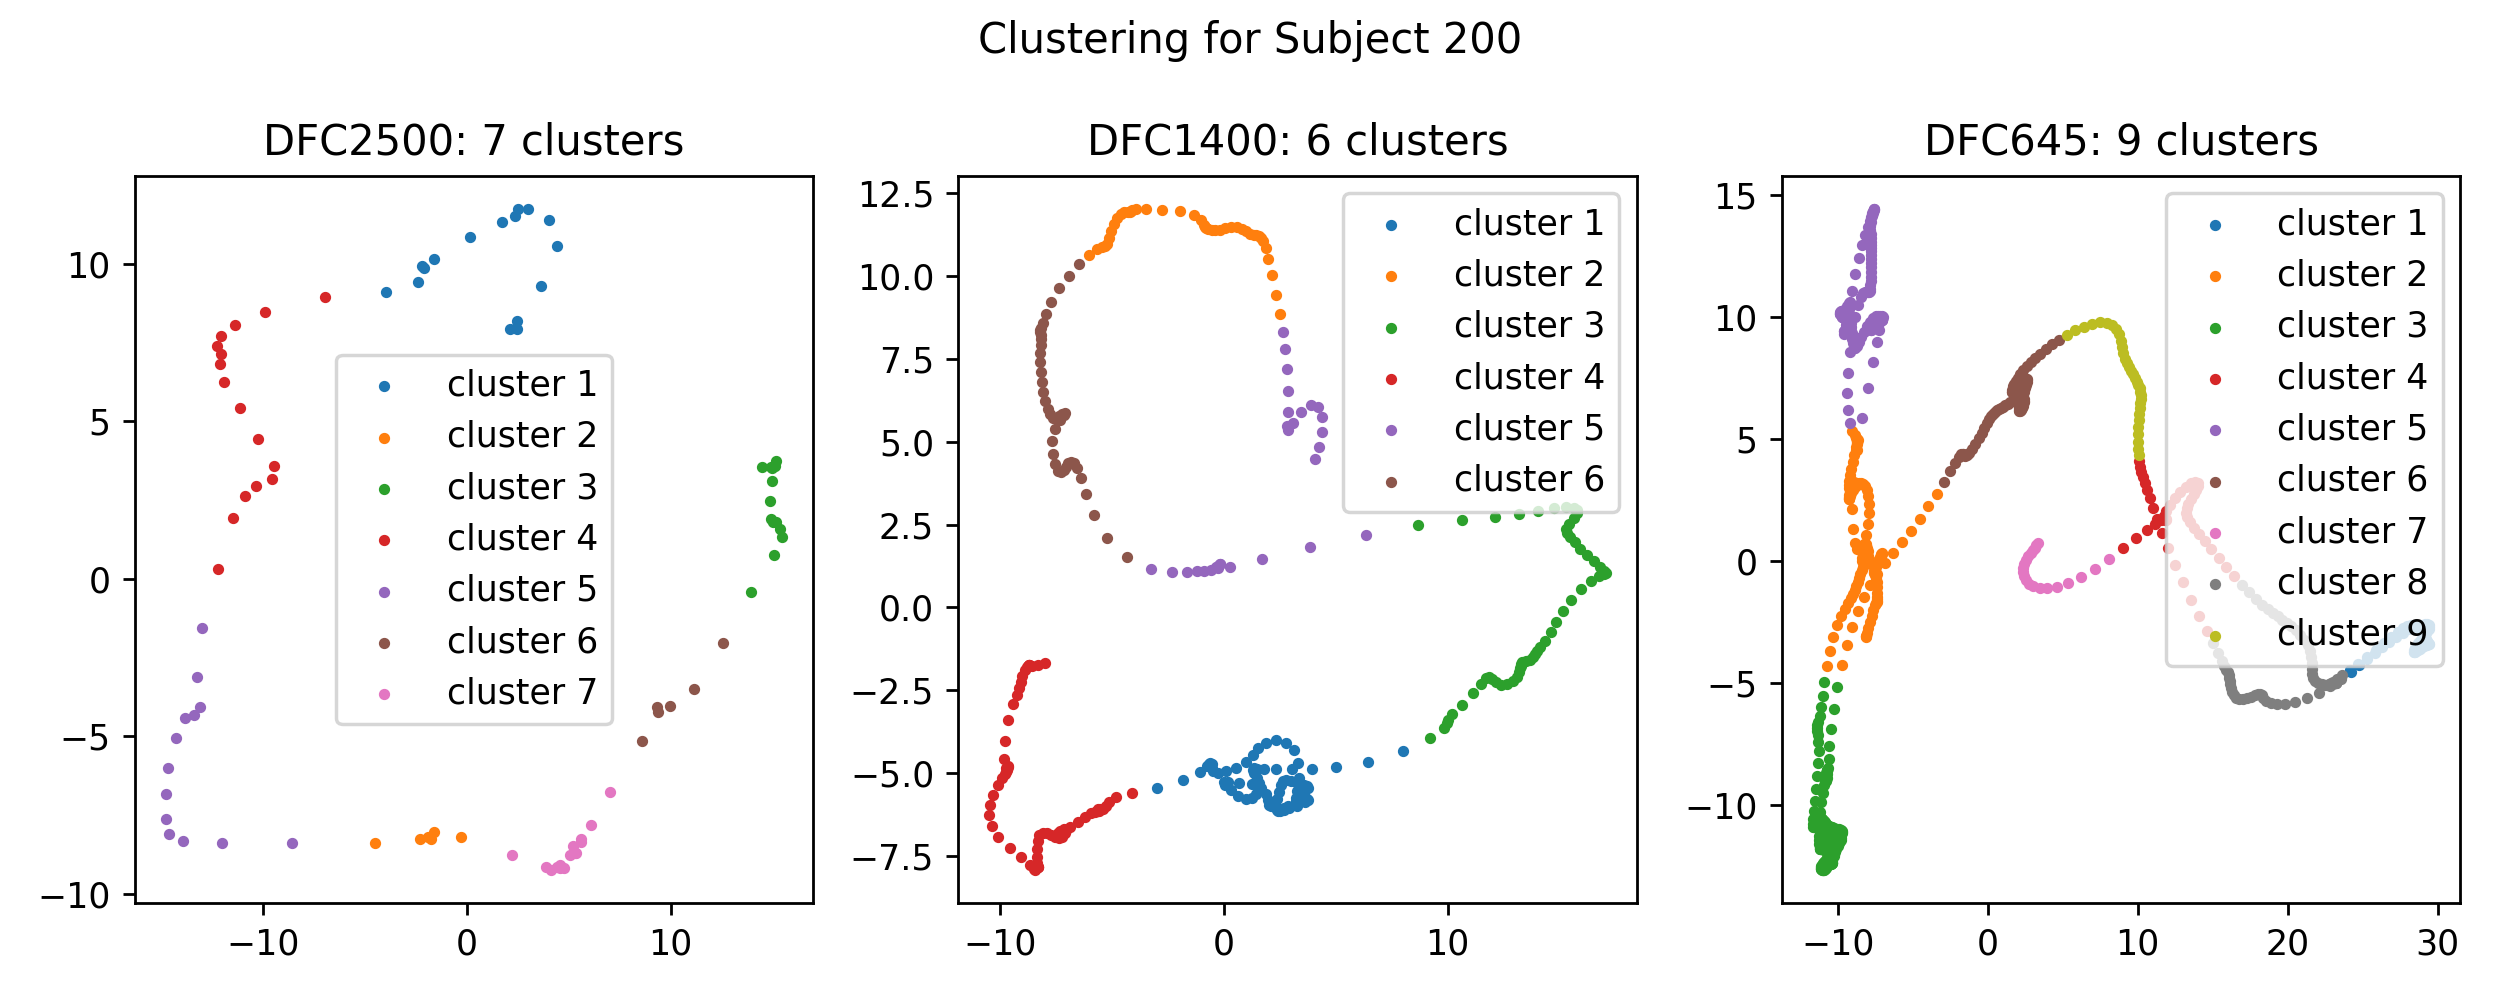 Clustering for Subject 200
DFC2500: 7 clusters
10
5
0
−5
−10
−10 0 10
cluster 1
cluster 2
cluster 3
cluster 4
cluster 5
cluster 6
cluster 7
DFC1400: 6 clusters
12.5
10.0
7.5
5.0
2.5
0.0
−2.5
−5.0
−7.5
−10 0 10
cluster 1
cluster 2
cluster 3
cluster 4
cluster 5
cluster 6
DFC645: 9 clusters
15
10
5
0
−5
−10
−10 0 10 20 30
cluster 1
cluster 2
cluster 3
cluster 4
cluster 5
cluster 6
cluster 7
cluster 8
cluster 9